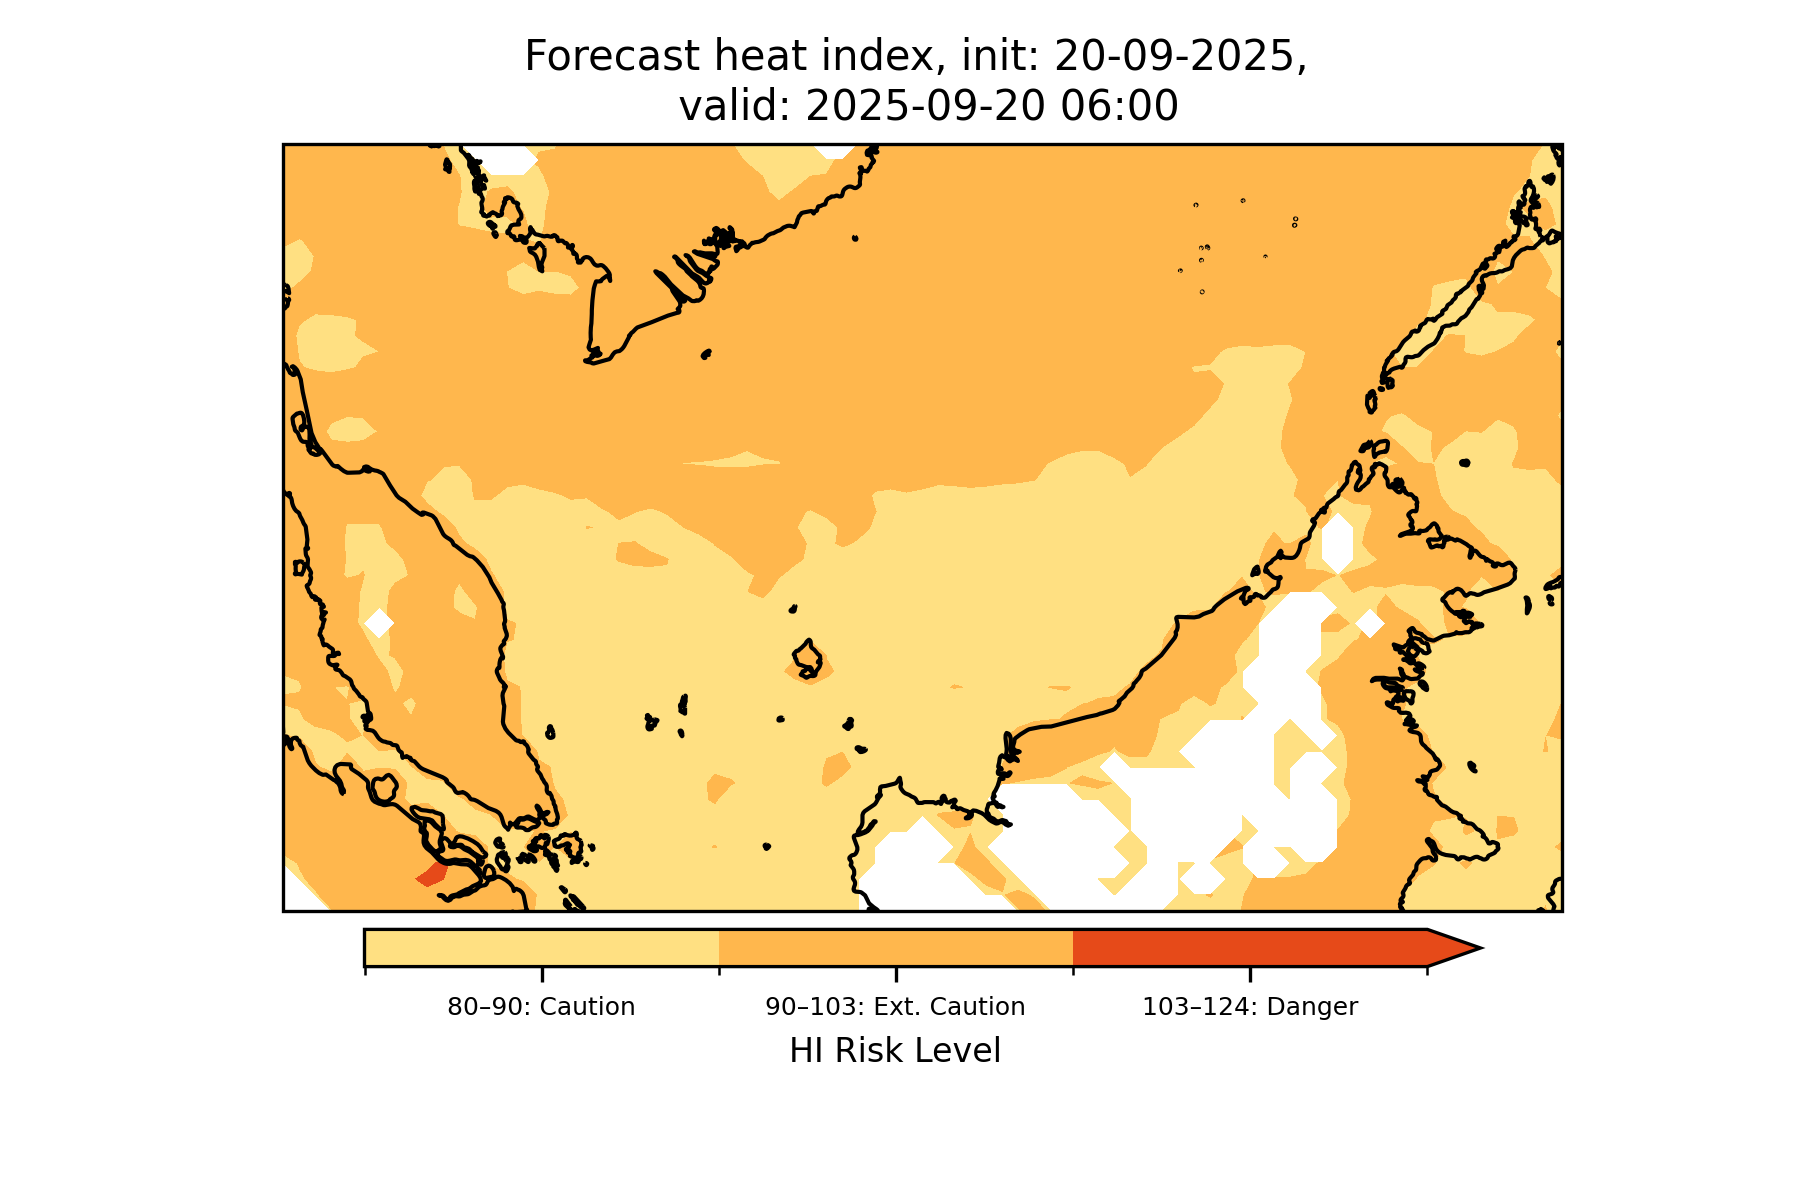 Forecast heat index, init: 20-09-2025,
valid: 2025-09-20 06:00
80–90: Caution
90–103: Ext. Caution
103–124: Danger
HI Risk Level